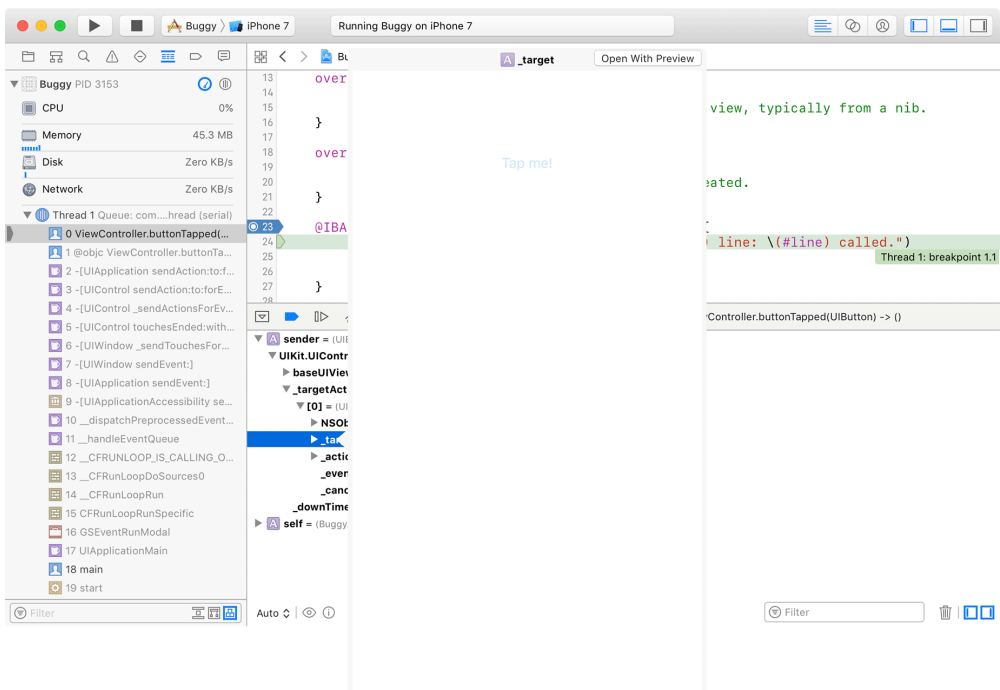 Buggy iPhone 7
Running Buggy on iPhone 7
Bu
Buggy PID 3153
CPU 0%
Memory 45.3 MB
Disk Zero KB/s
Network Zero KB/s
Thread 1 Queue: com....hread (serial)
0 ViewController.buttonTapped(...
1 @objc ViewController.buttonTa...
2 -[UIApplication sendAction:to:f...
3 -[UIControl sendAction:to:forE...
4 -[UIControl _sendActionsForEv...
5 -[UIControl touchesEnded:with...
6 -[UIWindow _sendTouchesFor...
7 -[UIWindow sendEvent:]
8 -[UIApplication sendEvent:]
9 -[UIApplicationAccessibility se...
10 __dispatchPreprocessedEvent...
11 __handleEventQueue
12 __CFRUNLOOP_IS_CALLING_O...
13 __CFRunLoopDoSources0
14 __CFRunLoopRun
15 CFRunLoopRunSpecific
16 GSEventRunModal
17 UIApplicationMain
18 main
19 start
Filter
13 over
14
15 view, typically from a nib.
16 }
17
18 over
19
20 eated.
21 }
22
23 @IBA
24 line: \(#line) called.")
Thread 1: breakpoint 1.1
25
26
27 }
28
A _target
Open With Preview
Tap me!
Controller.buttonTapped(UIButton) -> ()
A sender = (UIE
UIKit.UIContr
baseUIViev
_targetActi
[0] = (UI
NSOb
_tar
_actio
_even
_canc
_downTime
A self = (Buggy.
Auto
Filter